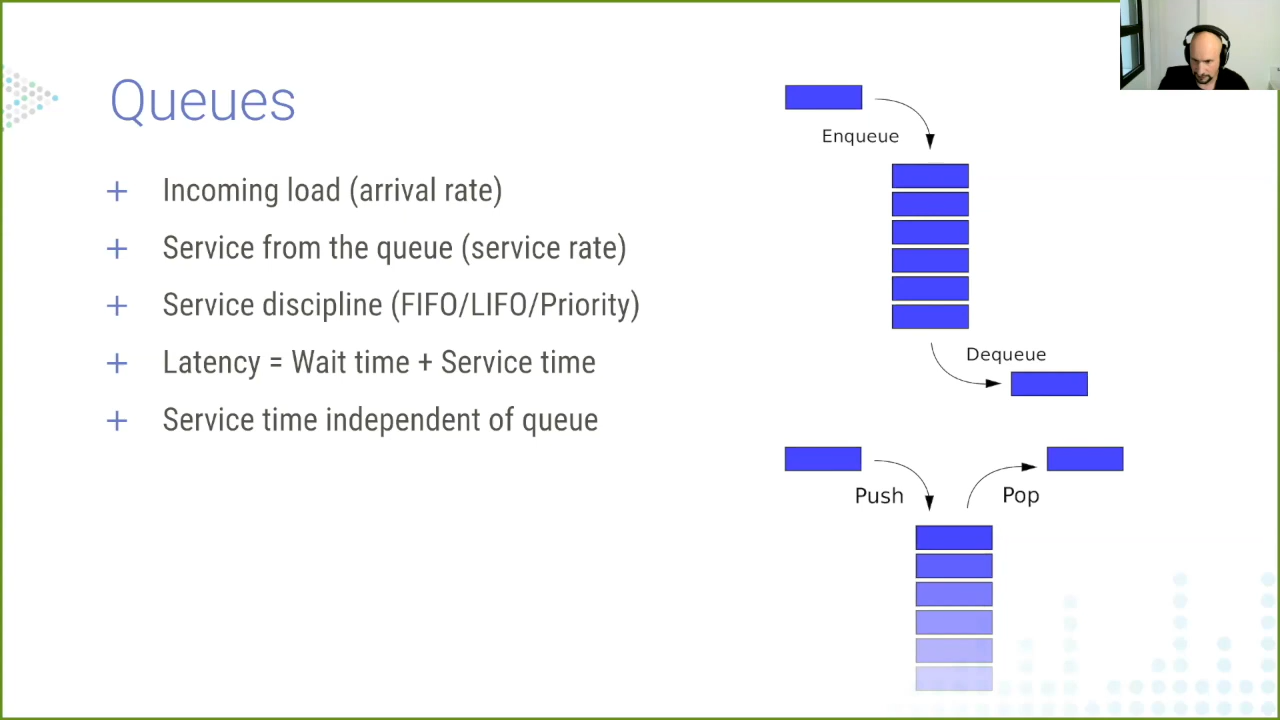 Queues
+ Incoming load (arrival rate)
+ Service from the queue (service rate)
+ Service discipline (FIFO/LIFO/Priority)
+ Latency = Wait time + Service time
+ Service time independent of queue
Enqueue
Dequeue
Push
Pop